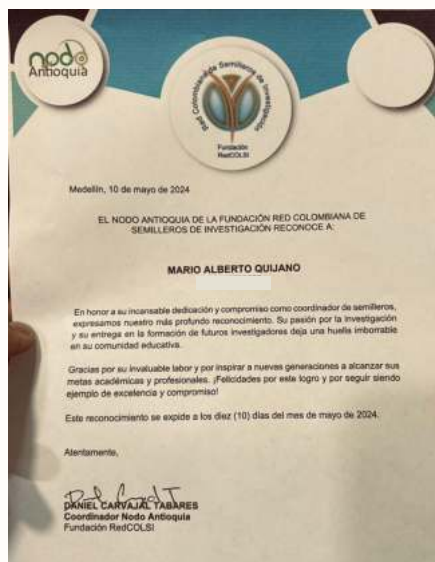 nodo
Antioquia
Red Colombiana de Semilleros de Investigación
Fundación
RedCOLSI
Medellín, 10 de mayo de 2024
EL NODO ANTIOQUIA DE LA FUNDACIÓN RED COLOMBIANA DE
SEMILLEROS DE INVESTIGACIÓN RECONOCE A:
MARIO ALBERTO QUIJANO
En honor a su incansable dedicación y compromiso como coordinador de semilleros,
expresamos nuestro más profundo reconocimiento. Su pasión por la investigación
y su entrega en la formación de futuros investigadores deja una huella imborrable
en su comunidad educativa.
Gracias por su invaluable labor y por inspirar a nuevas generaciones a alcanzar sus
metas académicas y profesionales. ¡Felicidades por este logro y por seguir siendo
ejemplo de excelencia y compromiso!
Este reconocimiento se expide a los diez (10) días del mes de mayo de 2024.
Atentamente,
DANIEL CARVAJAL TABARES
Coordinador Nodo Antioquia
Fundación RedCOLSI